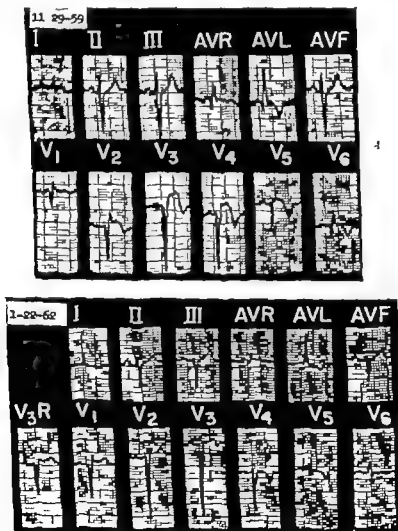 11 29-59
I II III AVR AVL AVF
V1 V2 V3 V4 V5 V6
1-22-62 I II III AVR AVL AVF
V3R V1 V2 V3 V4 V5 V6